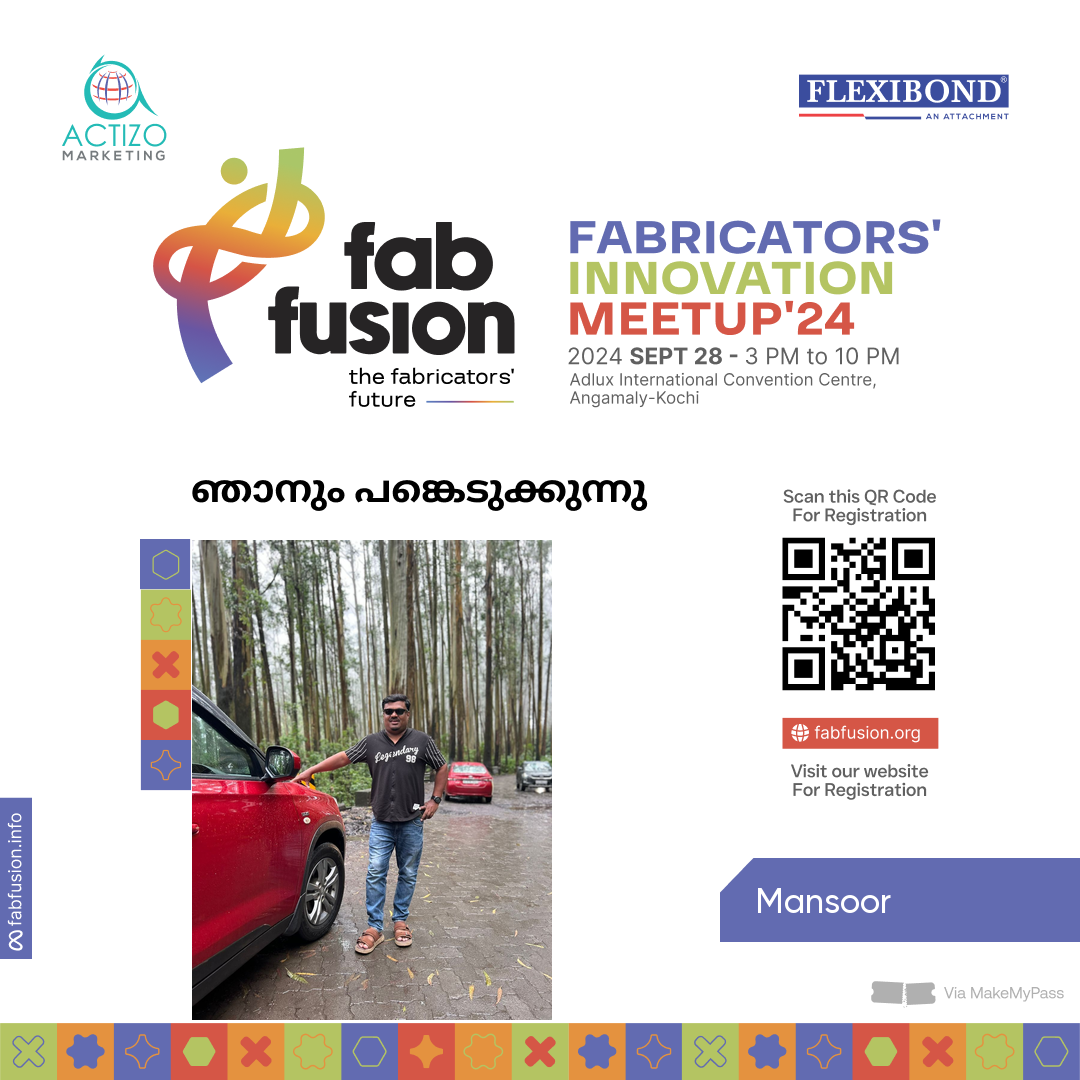 ACTIZO
MARKETING
FLEXIBOND®
AN ATTACHMENT
fab
fusion
the fabricators'
future
FABRICATORS'
INNOVATION
MEETUP'24
2024 SEPT 28 - 3 PM to 10 PM
Adlux International Convention Centre,
Angamaly-Kochi
ഞാനും പങ്കെടുക്കുന്നു
Scan this QR Code
For Registration
fabfusion.org
Visit our website
For Registration
Legendary
98
fabfusion.info
Mansoor
Via MakeMyPass